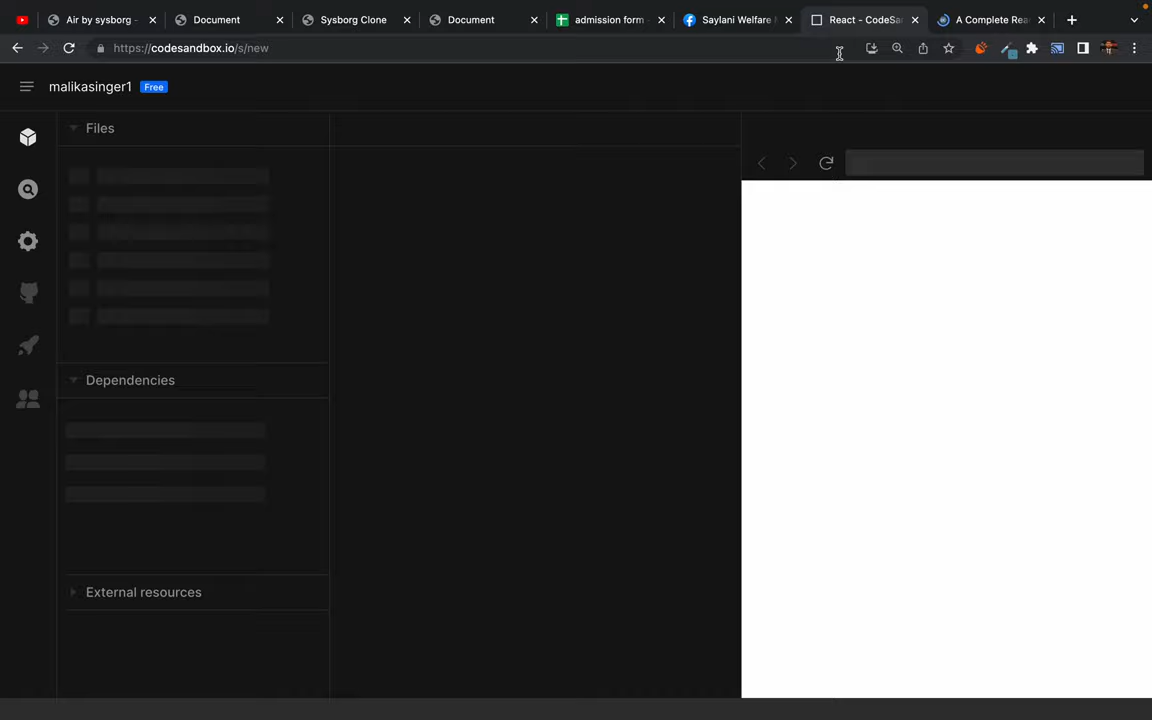 Air by sysborg -
Document
Sysborg Clone
Document
admission form -
Saylani Welfare
React - CodeSa
A Complete Rea
https://codesandbox.io/s/new
malikasinger1
Free
Files
Dependencies
External resources